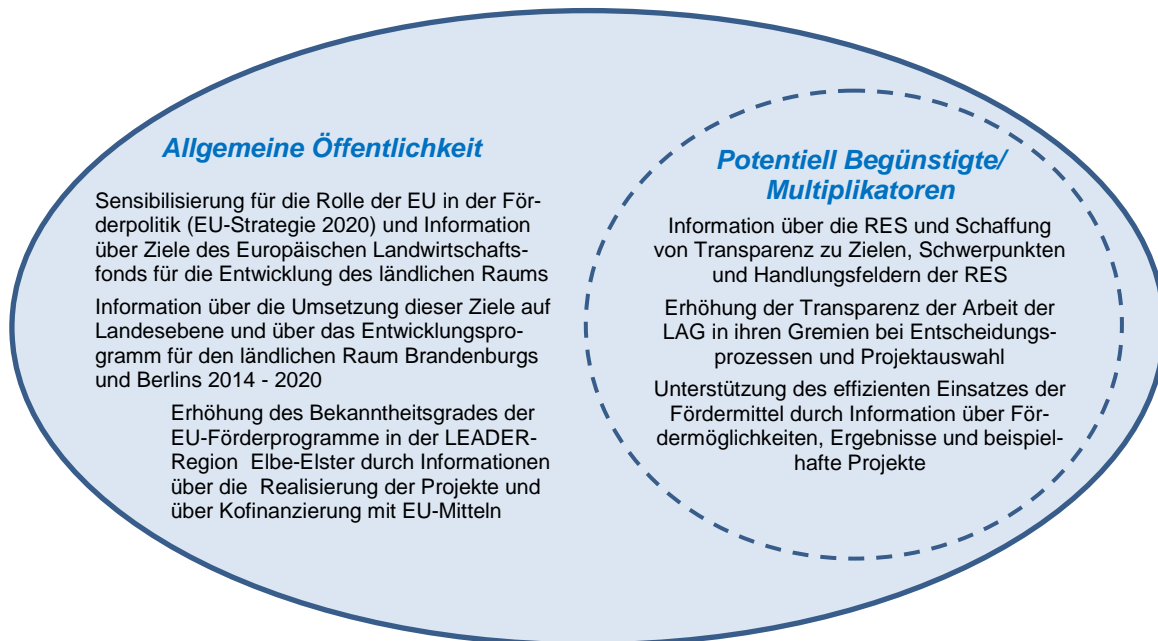 Allgemeine Öffentlichkeit
Sensibilisierung für die Rolle der EU in der För-
derpolitik (EU-Strategie 2020) und Information
über Ziele des Europäischen Landwirtschafts-
fonds für die Entwicklung des ländlichen Raums
Information über die Umsetzung dieser Ziele auf
Landesebene und über das Entwicklungspro-
gramm für den ländlichen Raum Brandenburgs
und Berlins 2014 - 2020
Erhöhung des Bekanntheitsgrades der
EU-Förderprogramme in der LEADER-
Region Elbe-Elster durch Informationen
über die Realisierung der Projekte und
über Kofinanzierung mit EU-Mitteln
Potentiell Begünstigte/
Multiplikatoren
Information über die RES und Schaffung
von Transparenz zu Zielen, Schwerpunkten
und Handlungsfeldern der RES
Erhöhung der Transparenz der Arbeit der
LAG in ihren Gremien bei Entscheidungs-
prozessen und Projektauswahl
Unterstützung des effizienten Einsatzes der
Fördermittel durch Information über För-
dermöglichkeiten, Ergebnisse und beispiel-
hafte Projekte